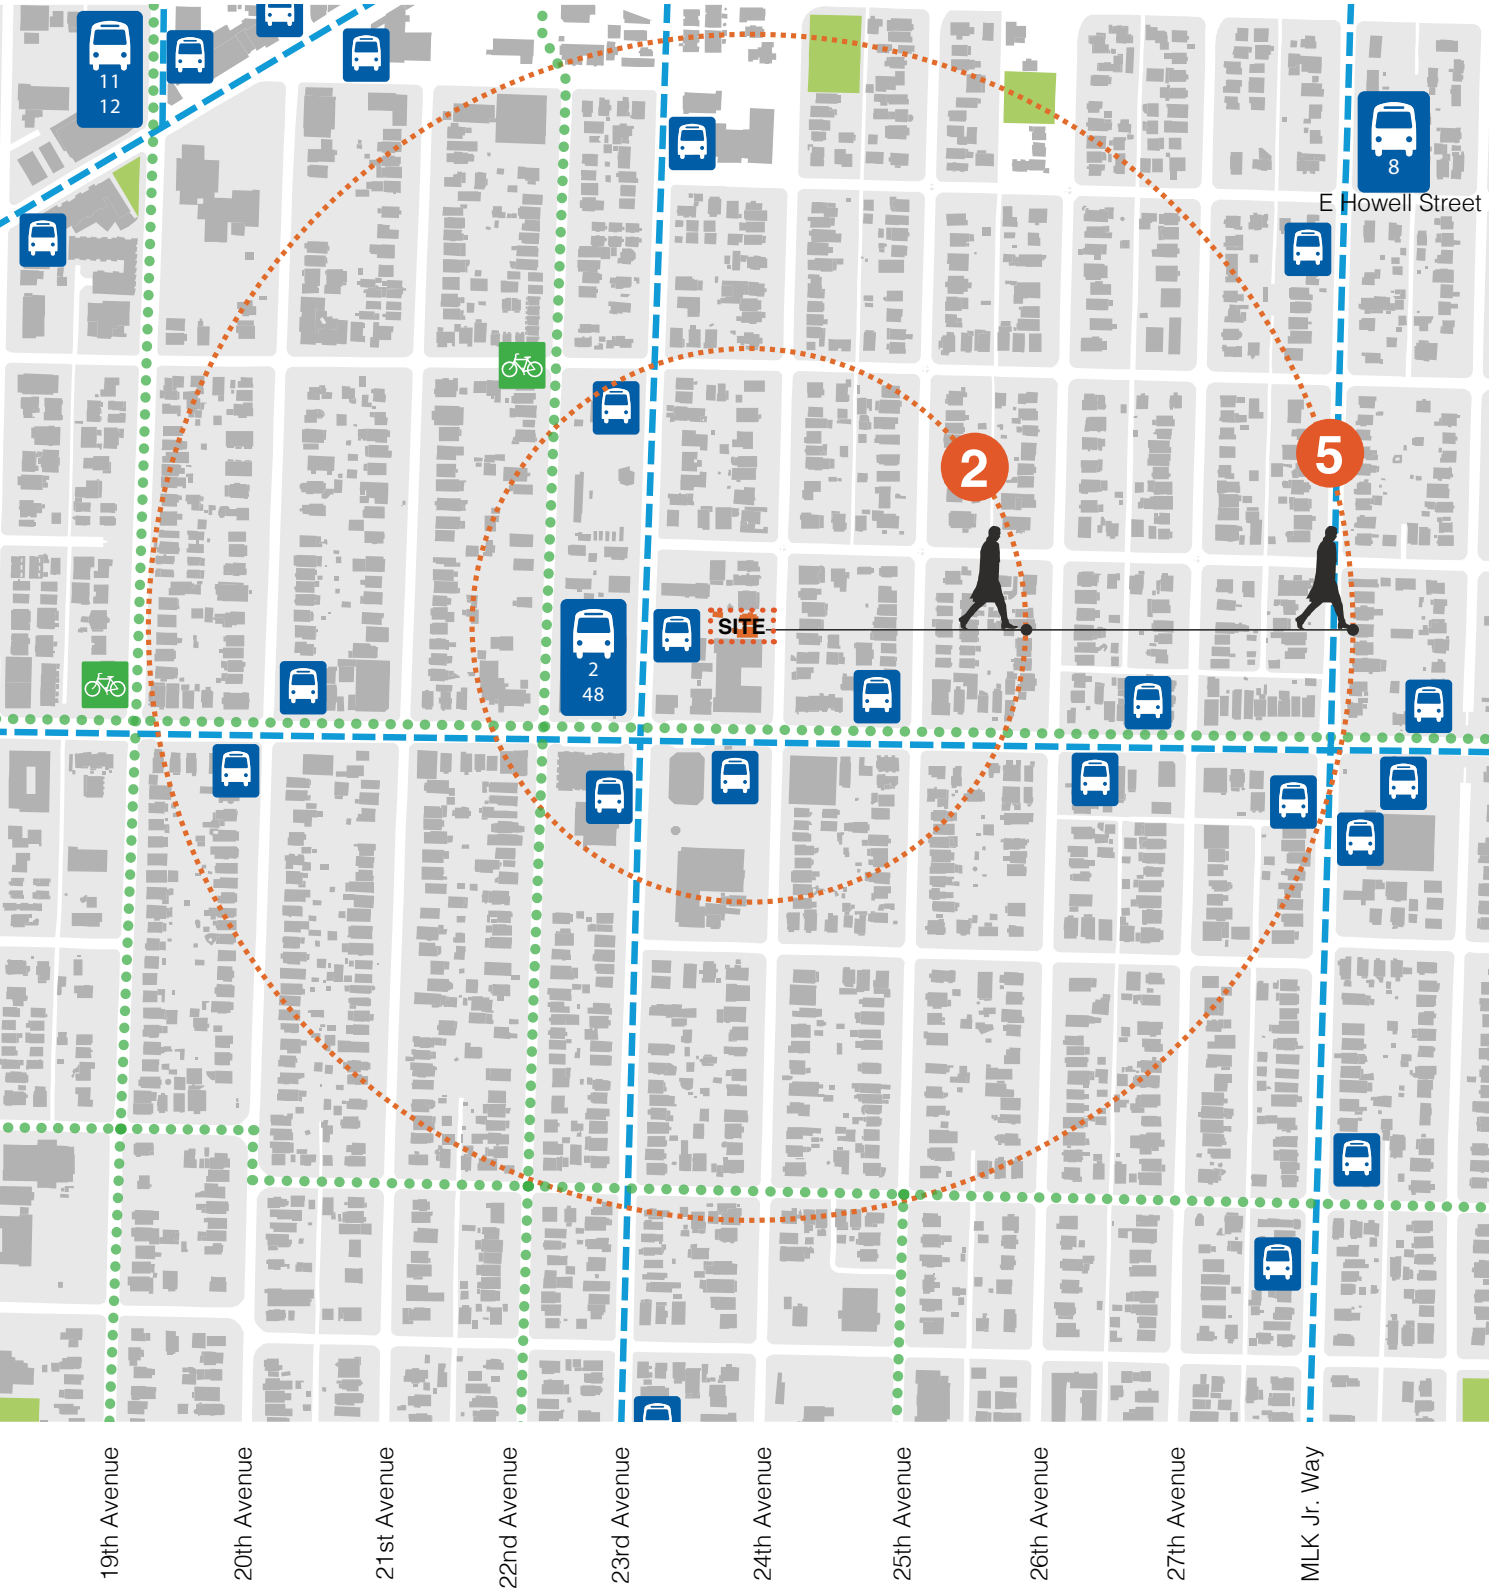 11
12
8
E Howell Street
2
5
SITE
2
48
19th Avenue
20th Avenue
21st Avenue
22nd Avenue
23rd Avenue
24th Avenue
25th Avenue
26th Avenue
27th Avenue
MLK Jr. Way